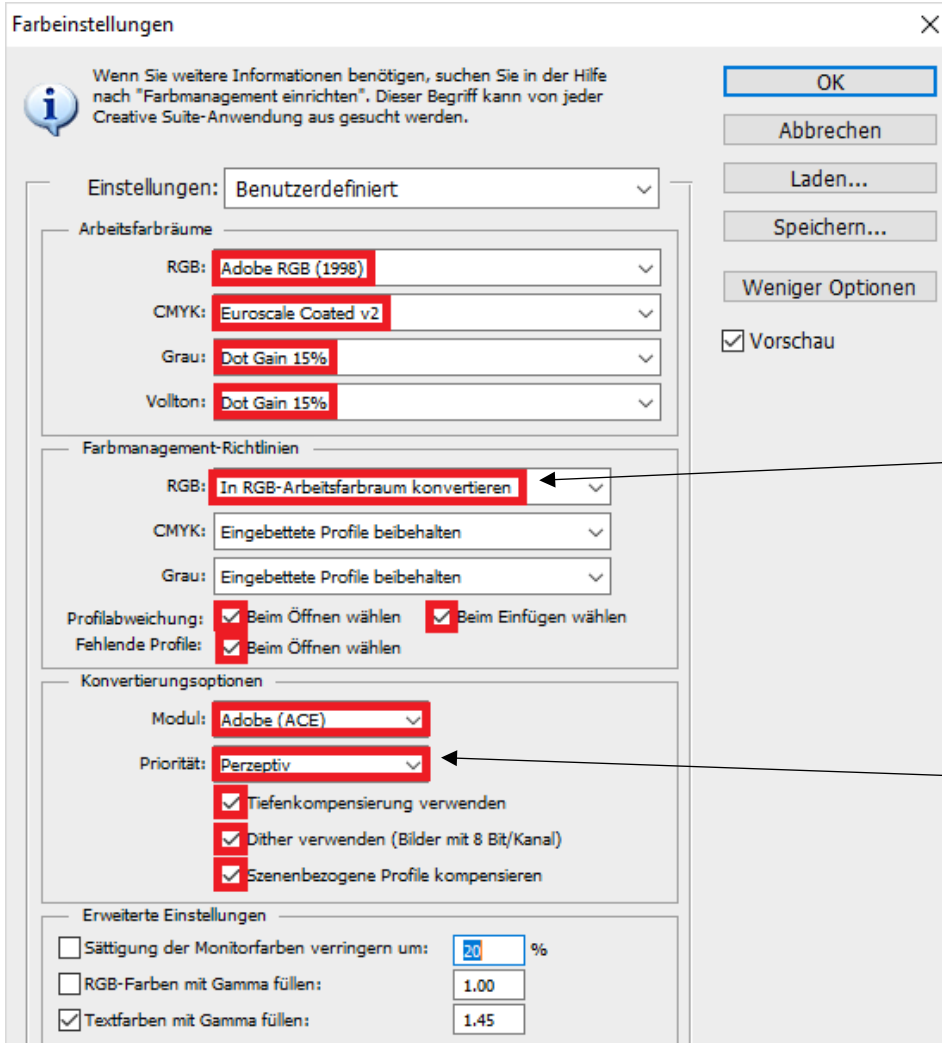 Farbeinstellungen
Wenn Sie weitere Informationen benötigen, suchen Sie in der Hilfe
nach "Farbmanagement einrichten". Dieser Begriff kann von jeder
Creative Suite-Anwendung aus gesucht werden.
OK
Abbrechen
Laden...
Speichern...
Weniger Optionen
Vorschau
Einstellungen: Benutzerdefiniert
Arbeitsfarbräume
RGB: Adobe RGB (1998)
CMYK: Euroscale Coated v2
Grau: Dot Gain 15%
Vollton: Dot Gain 15%
Farbmanagement-Richtlinien
RGB: In RGB-Arbeitsfarbraum konvertieren
CMYK: Eingebettete Profile beibehalten
Grau: Eingebettete Profile beibehalten
Profilabweichung: Beim Öffnen wählen Beim Einfügen wählen
Fehlende Profile: Beim Öffnen wählen
Konvertierungsoptionen
Modul: Adobe (ACE)
Priorität: Perzeptiv
Tiefenkompensierung verwenden
Dither verwenden (Bilder mit 8 Bit/Kanal)
Szenenbezogene Profile kompensieren
Erweiterte Einstellungen
Sättigung der Monitorfarben verringern um: 20 %
RGB-Farben mit Gamma füllen: 1.00
Textfarben mit Gamma füllen: 1.45